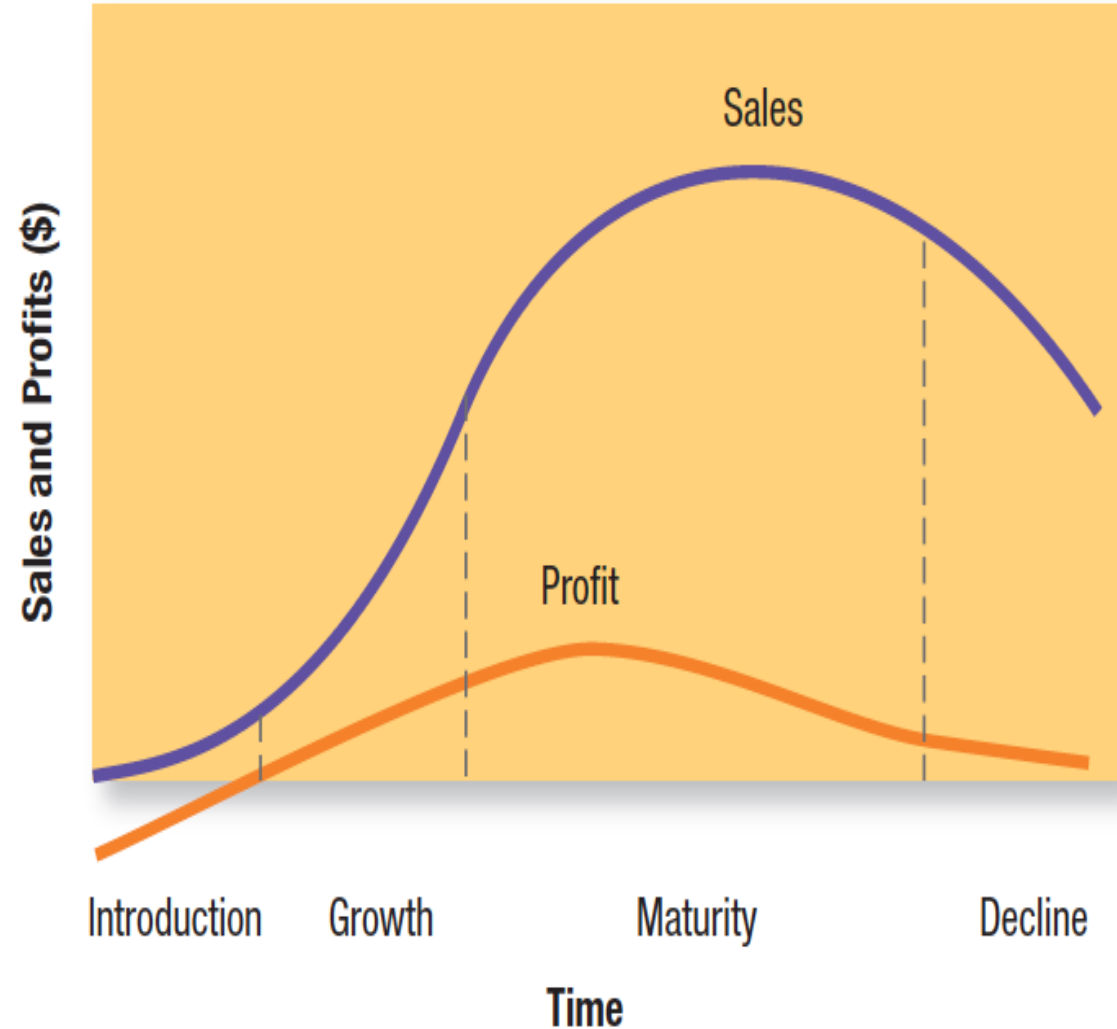 Sales
Sales and Profits ($)
Profit
Introduction
Growth
Maturity
Decline
Time